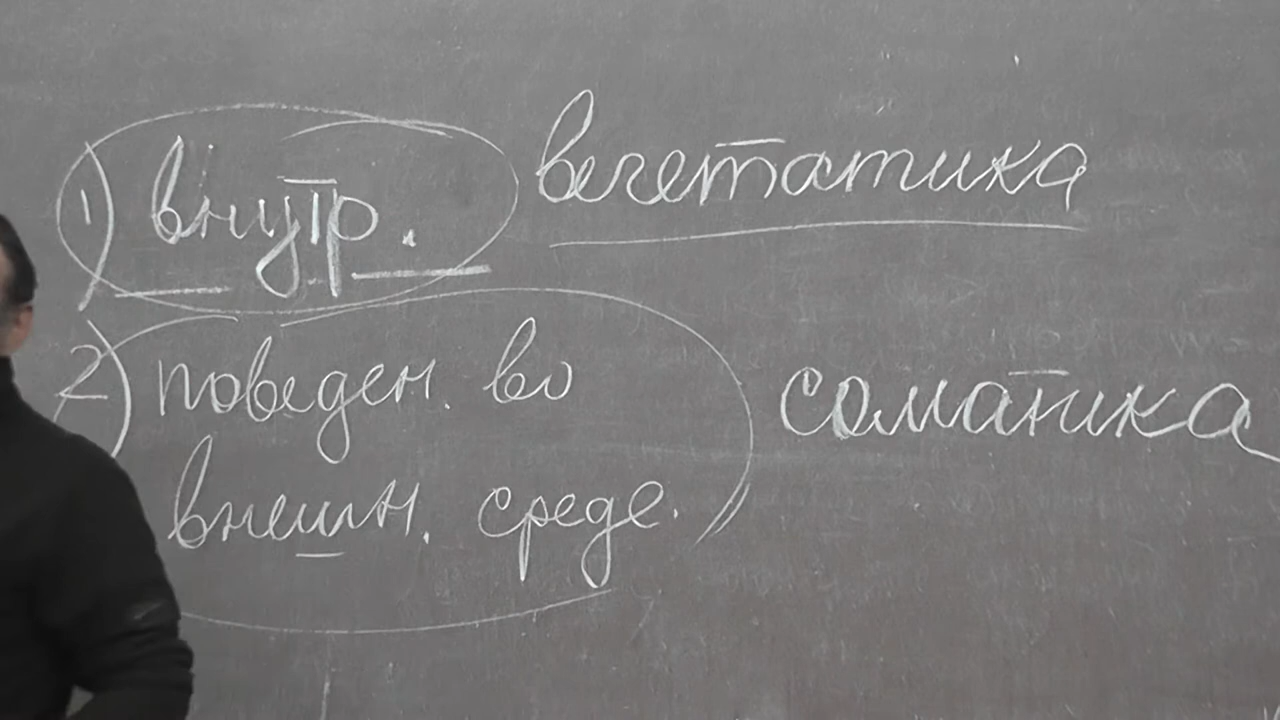 1) внутр. вегетатика
2) поведен. во
внешн. среде.
соматика